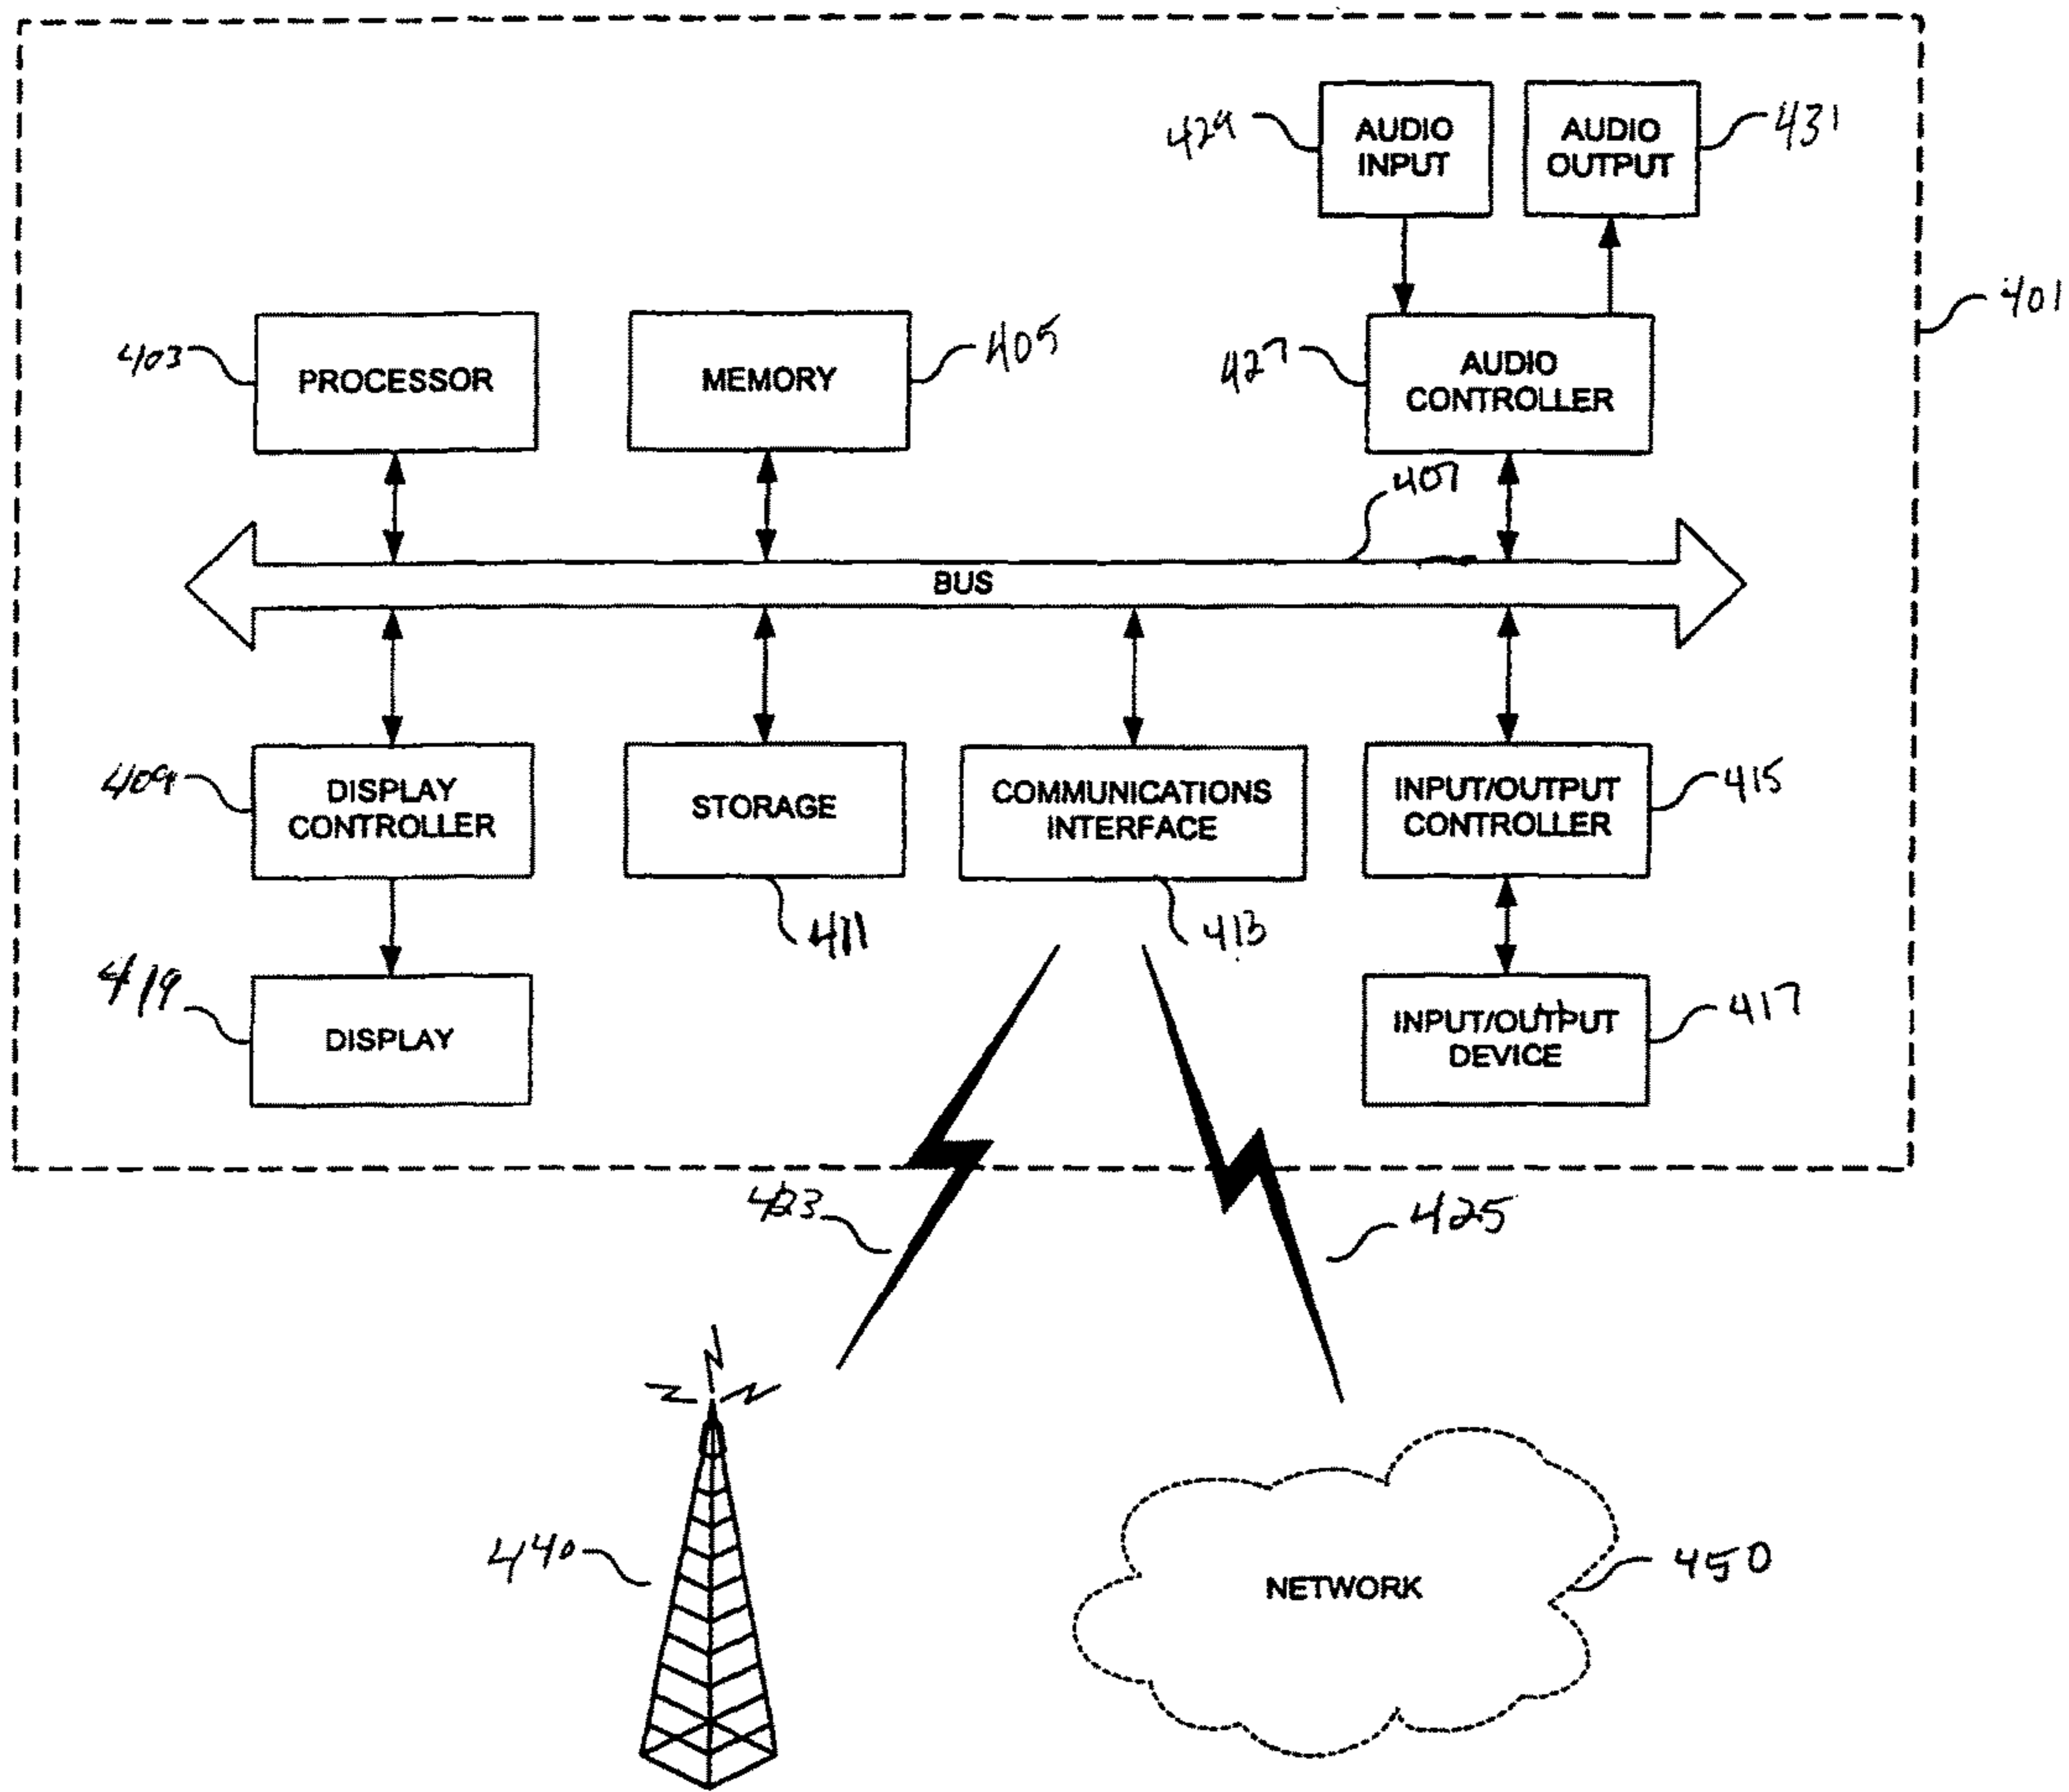 429
AUDIO
INPUT
AUDIO
OUTPUT
431
401
403
PROCESSOR
MEMORY
405
427
AUDIO
CONTROLLER
407
BUS
409
DISPLAY
CONTROLLER
STORAGE
COMMUNICATIONS
INTERFACE
INPUT/OUTPUT
CONTROLLER
415
411
413
419
DISPLAY
INPUT/OUTPUT
DEVICE
417
423
425
440
NETWORK
450